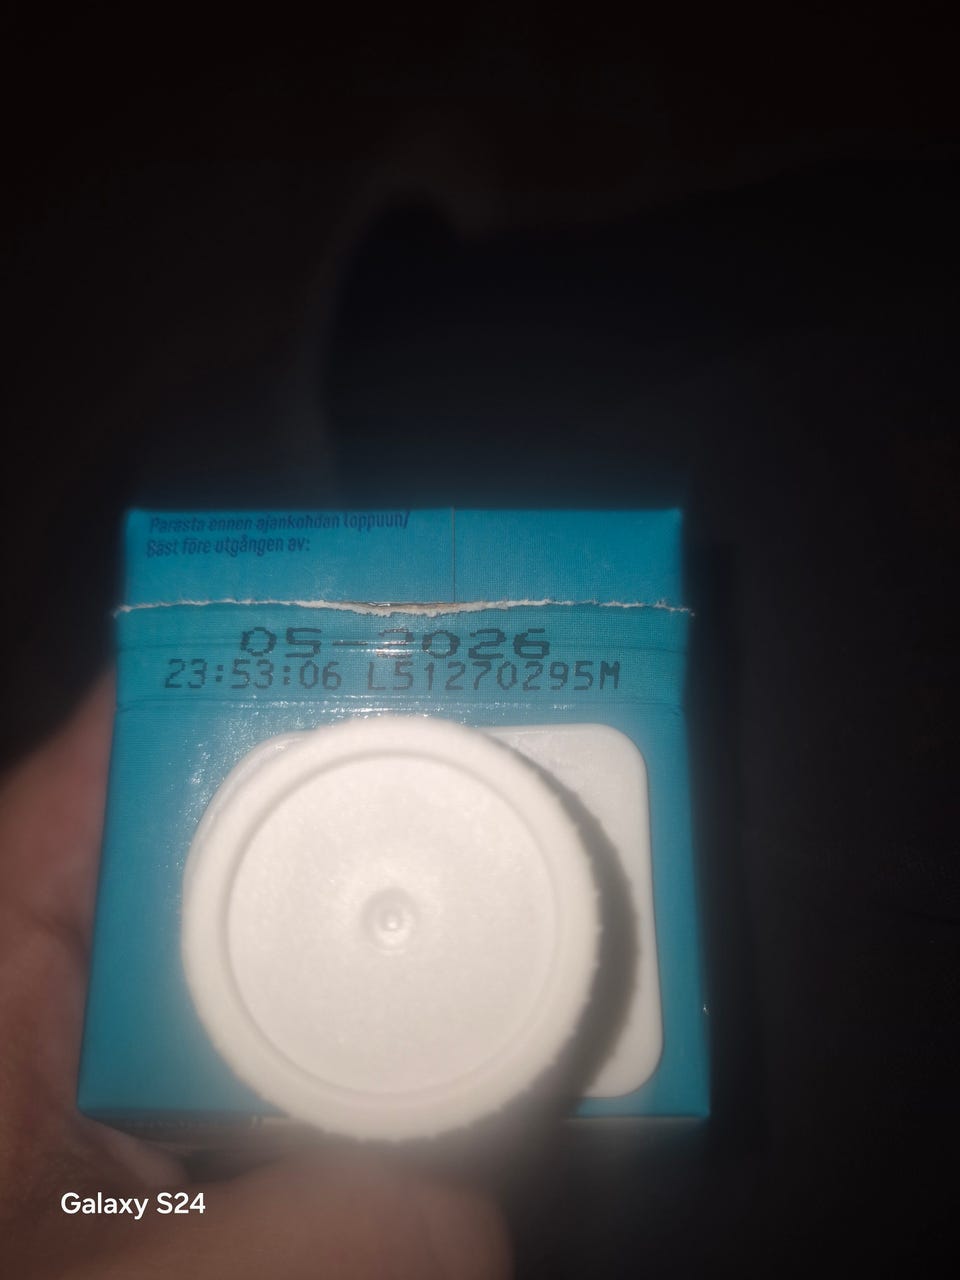 Parasta ennen ajankohdan loppuun/
Bäst före utgången av:
05-2026
23:53:06 L51270295M
Galaxy S24